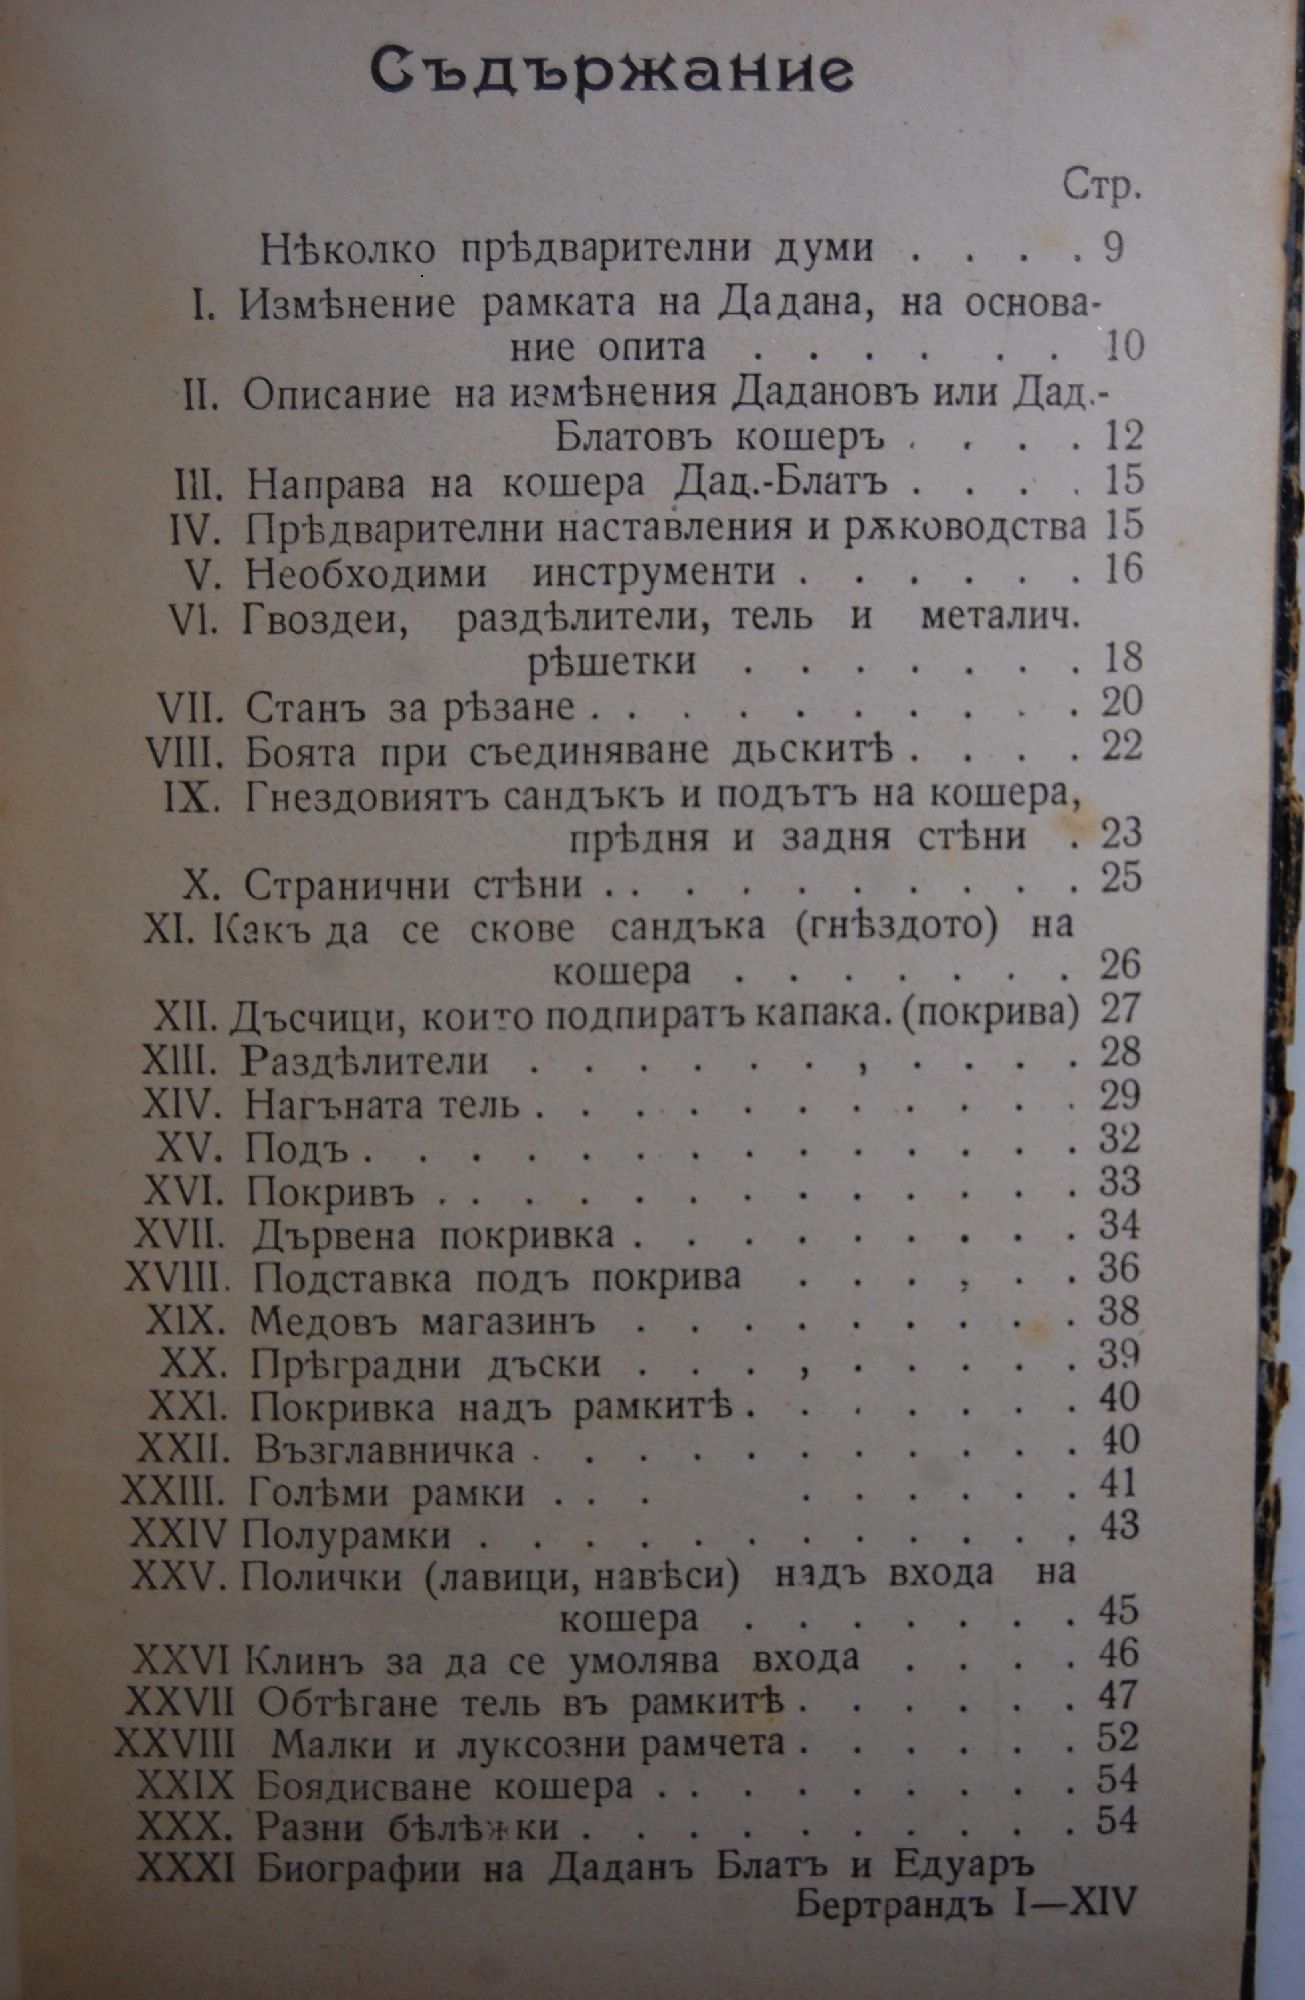 Съдържание
Стр.
Нѣколко прѣдварителни думи . . . . 9
I. Измѣнение рамката на Дадана, на основа-
ние опита . . . . . . 10
II. Описание на измѣнения Дадановъ или Дад.-
Блатовъ кошеръ . . . . 12
III. Направа на кошера Дад.-Блатъ . . . . 15
IV. Прѣдварителни наставления и рѫководства 15
V. Необходими инструменти . . . . . . 16
VI. Гвоздеи, раздѣлители, тель и металич.
рѣшетки . . . . . . . 18
VII. Станъ за рѣзане . . . . . . . . . . 20
VIII. Боята при съединяване дьскитѣ . . . . 22
IX. Гнездовиятъ сандъкъ и подътъ на кошера,
прѣдня и задня стѣни . 23
X. Странични стѣни . . . . . . . . . . 25
XI. Какъ да се скове сандъка (гнѣздото) на
кошера . . . . . . . 26
XII. Дъсчици, които подпиратъ капака. (покрива) 27
XIII. Раздѣлители . . . . . . , . . . . 28
XIV. Нагъната тель . . . . . . . . . . . 29
XV. Подъ . . . . . . . . . . . . . . 32
XVI. Покривъ . . . . . . . . . . . . . 33
XVII. Дървена покривка . . . . . . . . . 34
XVIII. Подставка подъ покрива . . . , . . 36
XIX. Медовъ магазинъ . . . . . . . . . 38
XX. Прѣградни дъски . . . , . . . . . 39
XXI. Покривка надъ рамкитѣ . . . . . . . 40
XXII. Възглавничка . . . . . . . . . . . 40
XXIII. Голѣми рамки . . . . . . . . . 41
XXIV Полурамки . . . . . . . . . . . . 43
XXV. Полички (лавици, навѣси) надъ входа на
кошера . . . . . . . 45
XXVI Клинъ за да се умолява входа . . . . 46
XXVII Обтѣгане тель въ рамкитѣ . . . . . . 47
XXVIII Малки и луксозни рамчета . . . . . . 52
XXIX Боядисване кошера . . . . . . . . . 54
XXX. Разни бѣлѣжки . . . . . . . . . . 54
XXXI Биографии на Даданъ Блатъ и Едуаръ
Бертрандъ I—XIV